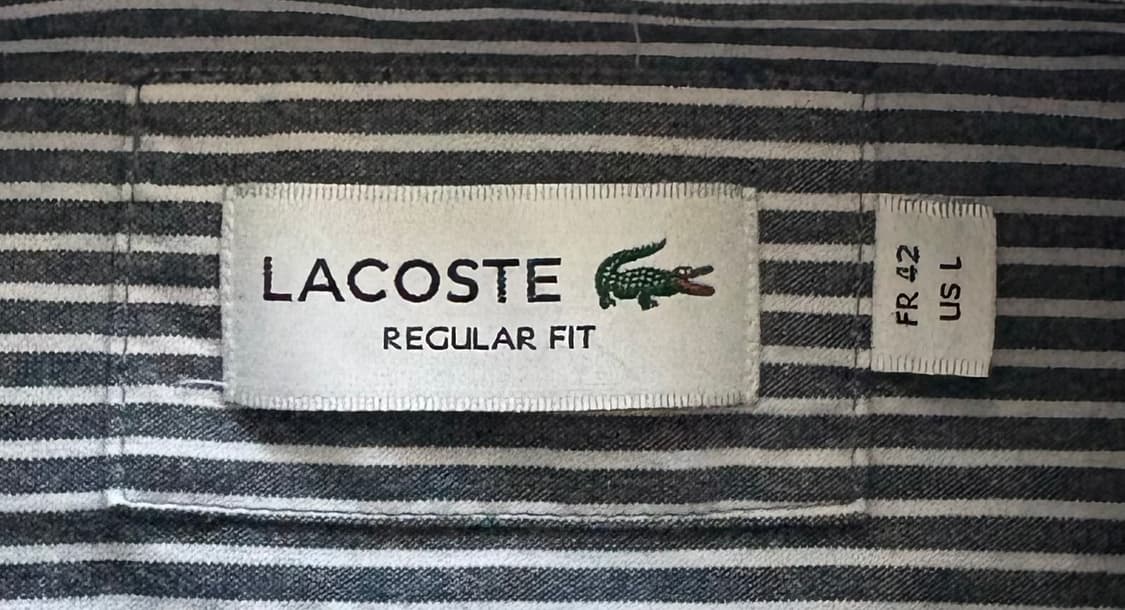 LACOSTE
REGULAR FIT
FR 42
US L